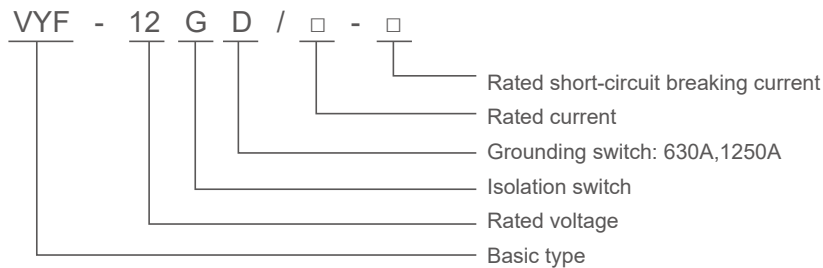 VYF - 12 G D / □ - □
Rated short-circuit breaking current
Rated current
Grounding switch: 630A,1250A
Isolation switch
Rated voltage
Basic type